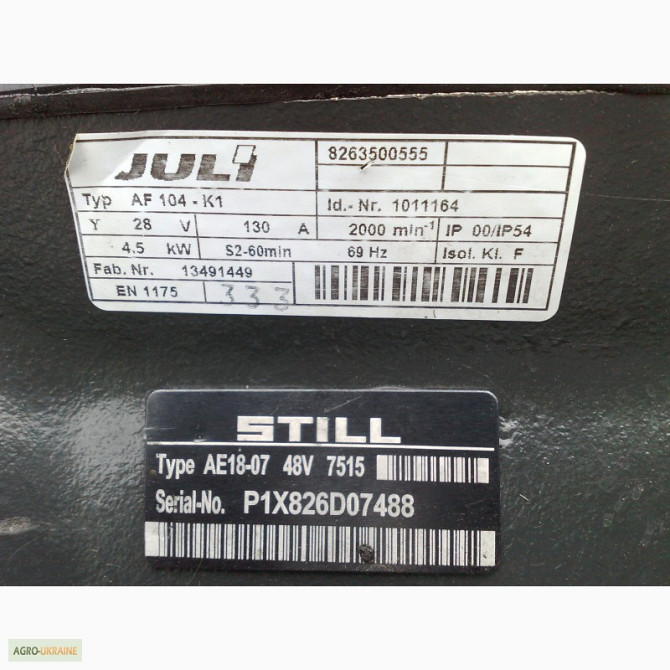 JULI
8263500555
Typ AF 104 - K1
Id.- Nr. 1011164
Y 28 V 130 A 2000 min-1 IP 00/IP54
4.5 kW S2-60min 69 Hz Isol. Kl. F
Fab. Nr. 13491449
EN 1175 333
STILL
Type AE18-07 48V 7515
Serial-No. P1X826D07488
AGRO-UKRAINE